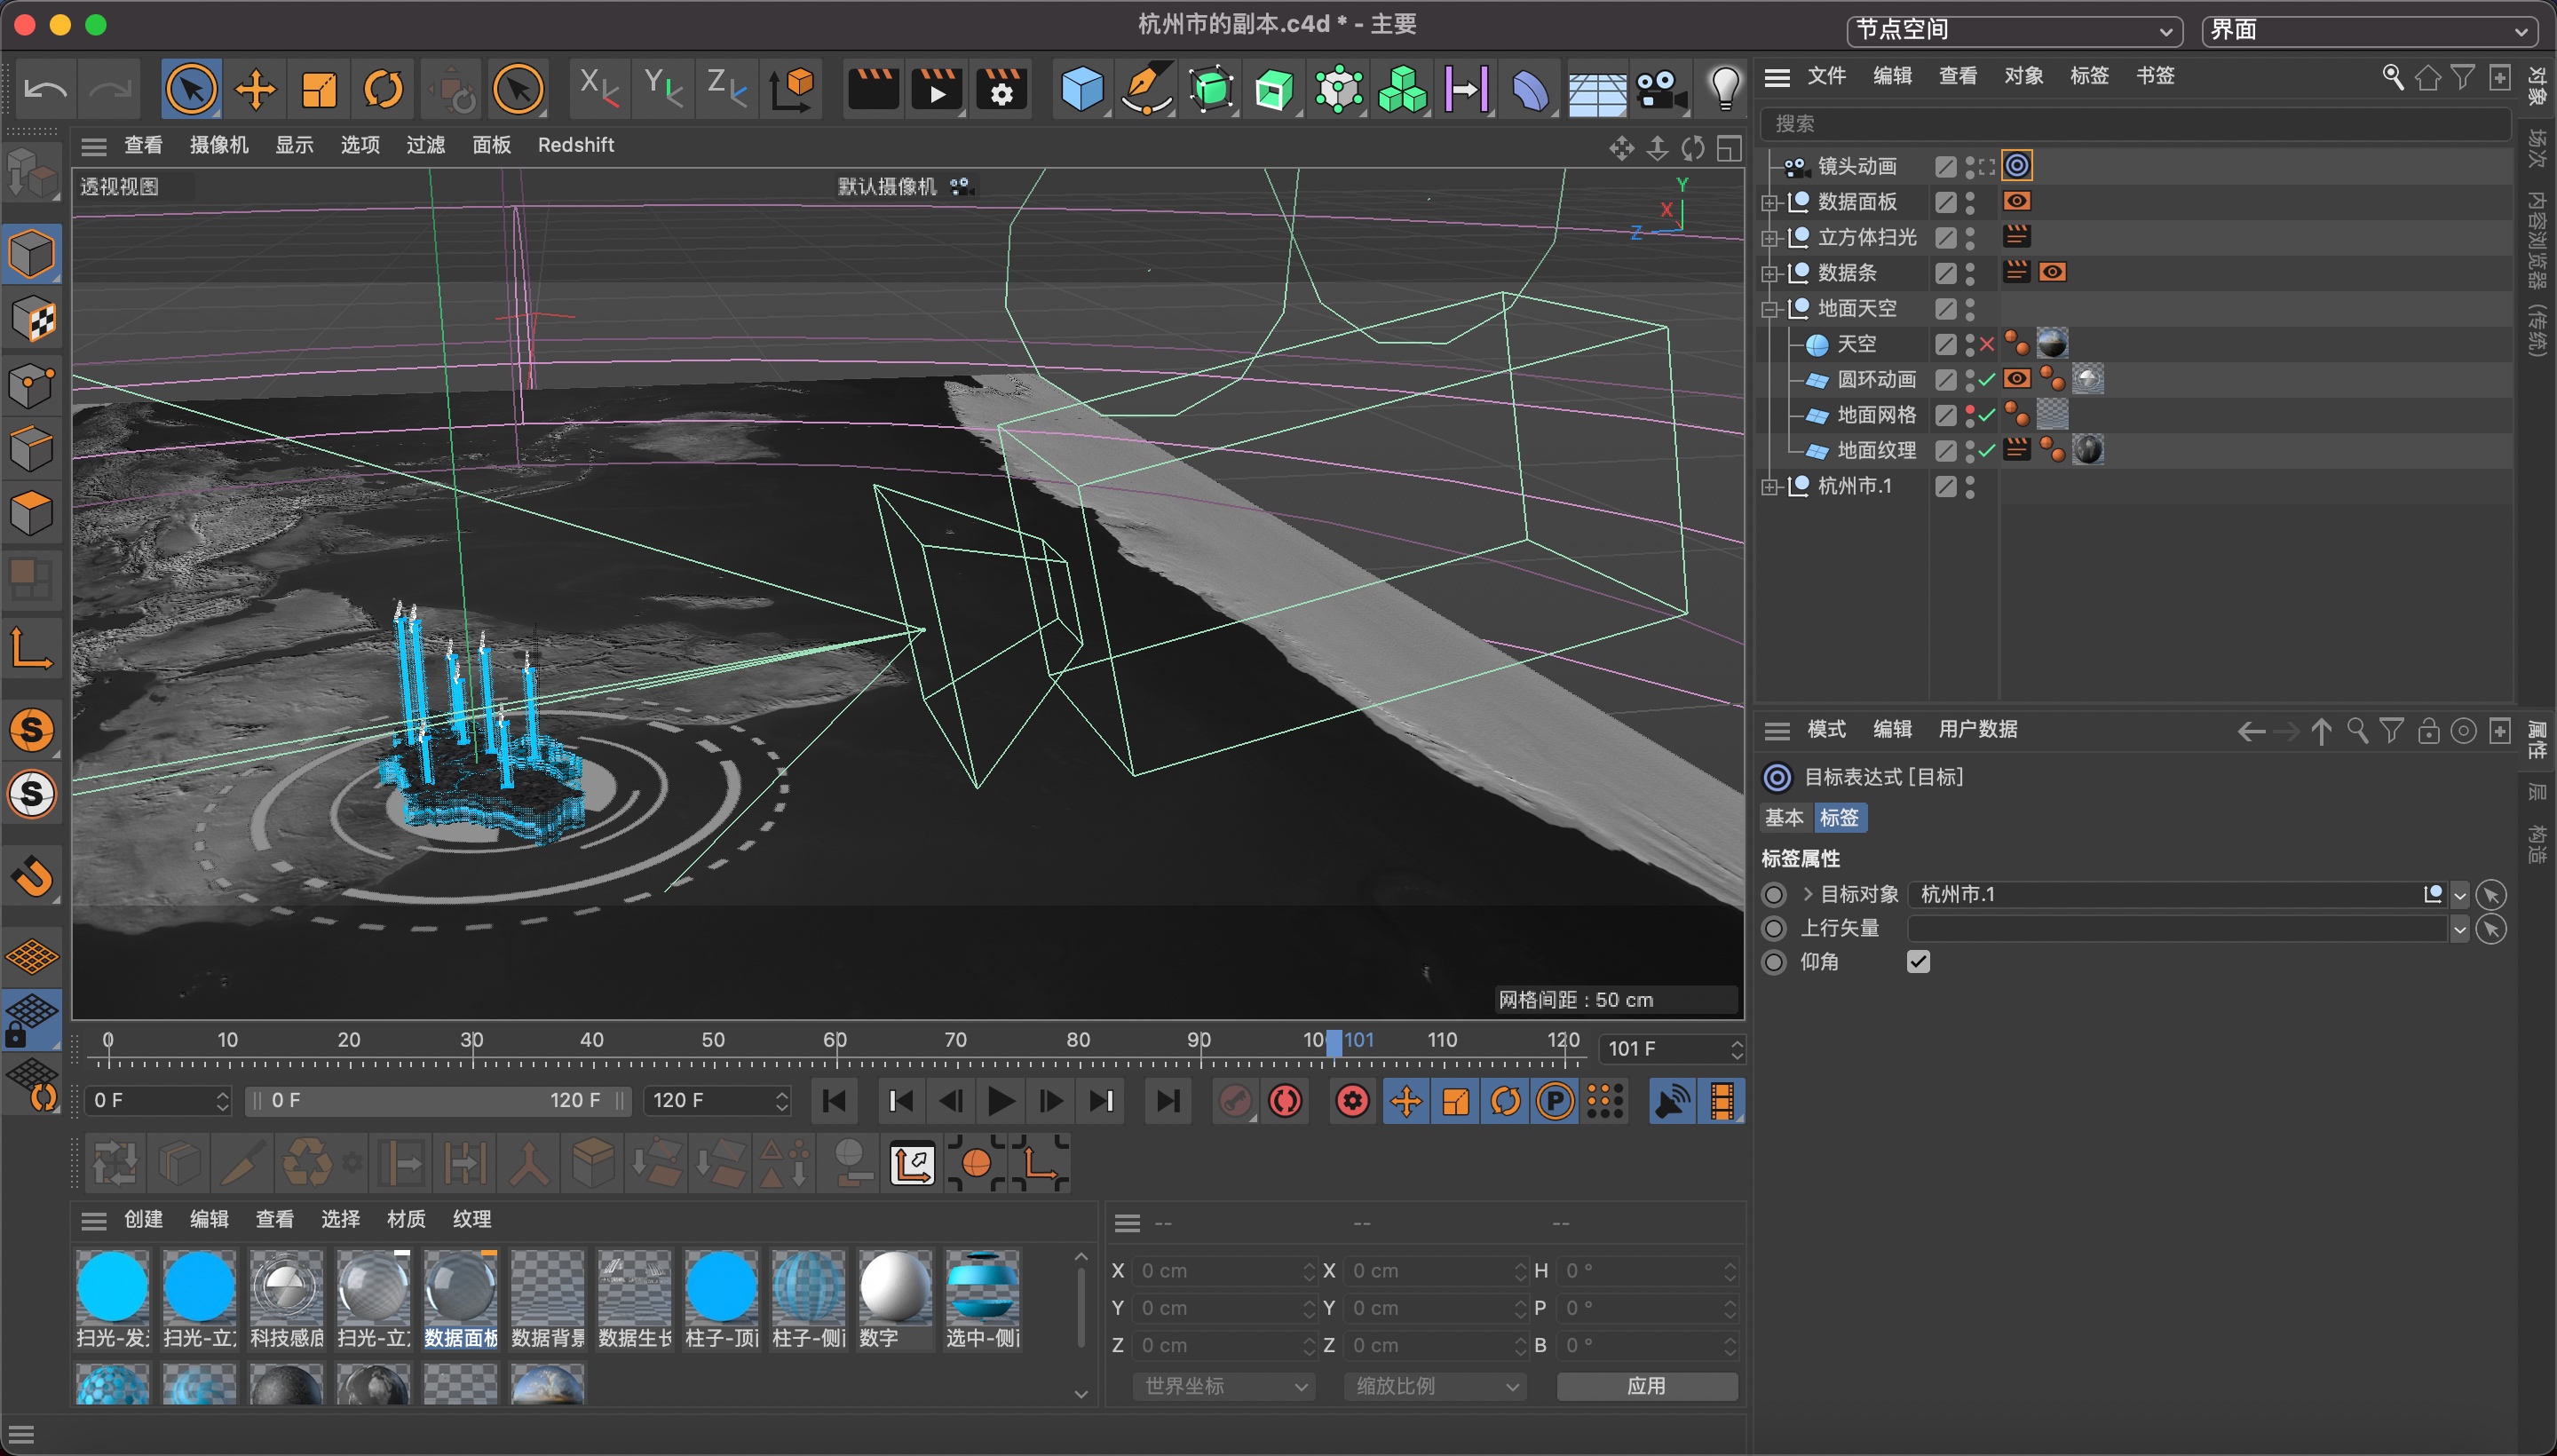 杭州市的副本.c4d * - 主要
节点空间
界面
文件 编辑 查看 对象 标签 书签
搜索
查看 摄像机 显示 选项 过滤 面板 Redshift
透视视图
默认摄像机
Y
X
Z
网格间距 : 50 cm
镜头动画
数据面板
立方体扫光
数据条
地面天空
天空
圆环动画
地面网格
地面纹理
杭州市.1
对象
场次
内容浏览器 (传统)
模式 编辑 用户数据
目标表达式 [目标]
基本 标签
标签属性
目标对象 杭州市.1
上行矢量
仰角
属性
层
构造
0 10 20 30 40 50 60 70 80 90 10 101 110 120
101 F
0 F
0 F 120 F
120 F
创建 编辑 查看 选择 材质 纹理
扫光-发 扫光-立 科技感底 扫光-立 数据面板 数据背景 数据生长 柱子-顶 柱子-侧 数字 选中-侧
-- -- --
X 0 cm X 0 cm H 0 °
Y 0 cm Y 0 cm P 0 °
Z 0 cm Z 0 cm B 0 °
世界坐标 缩放比例 应用